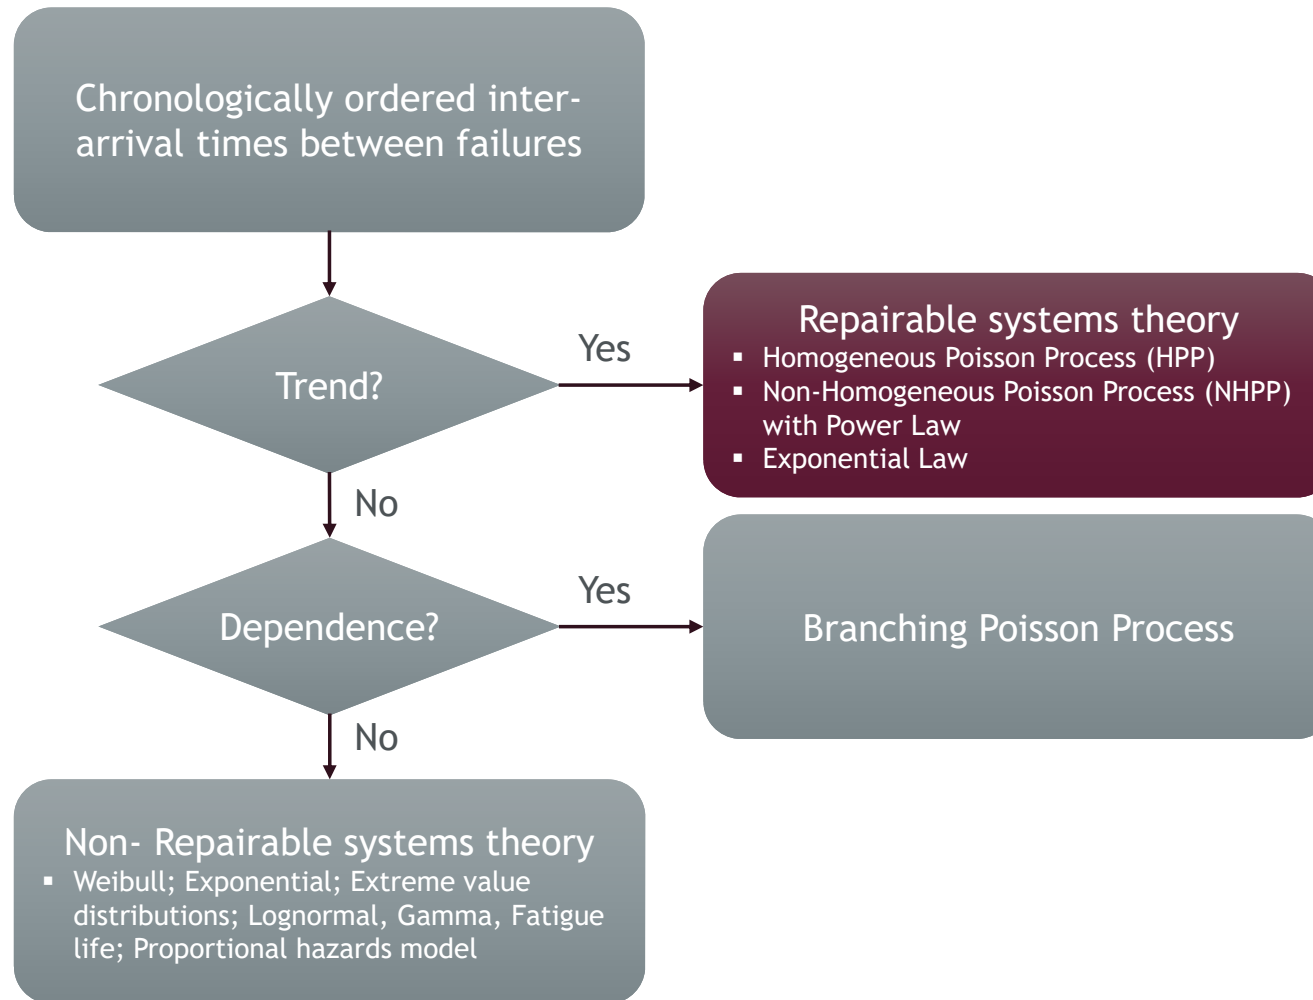 Chronologically ordered inter-
arrival times between failures
Trend?
Yes
Repairable systems theory
▪ Homogeneous Poisson Process (HPP)
▪ Non-Homogeneous Poisson Process (NHPP)
with Power Law
▪ Exponential Law
No
Dependence?
Yes
Branching Poisson Process
No
Non- Repairable systems theory
▪ Weibull; Exponential; Extreme value
distributions; Lognormal, Gamma, Fatigue
life; Proportional hazards model